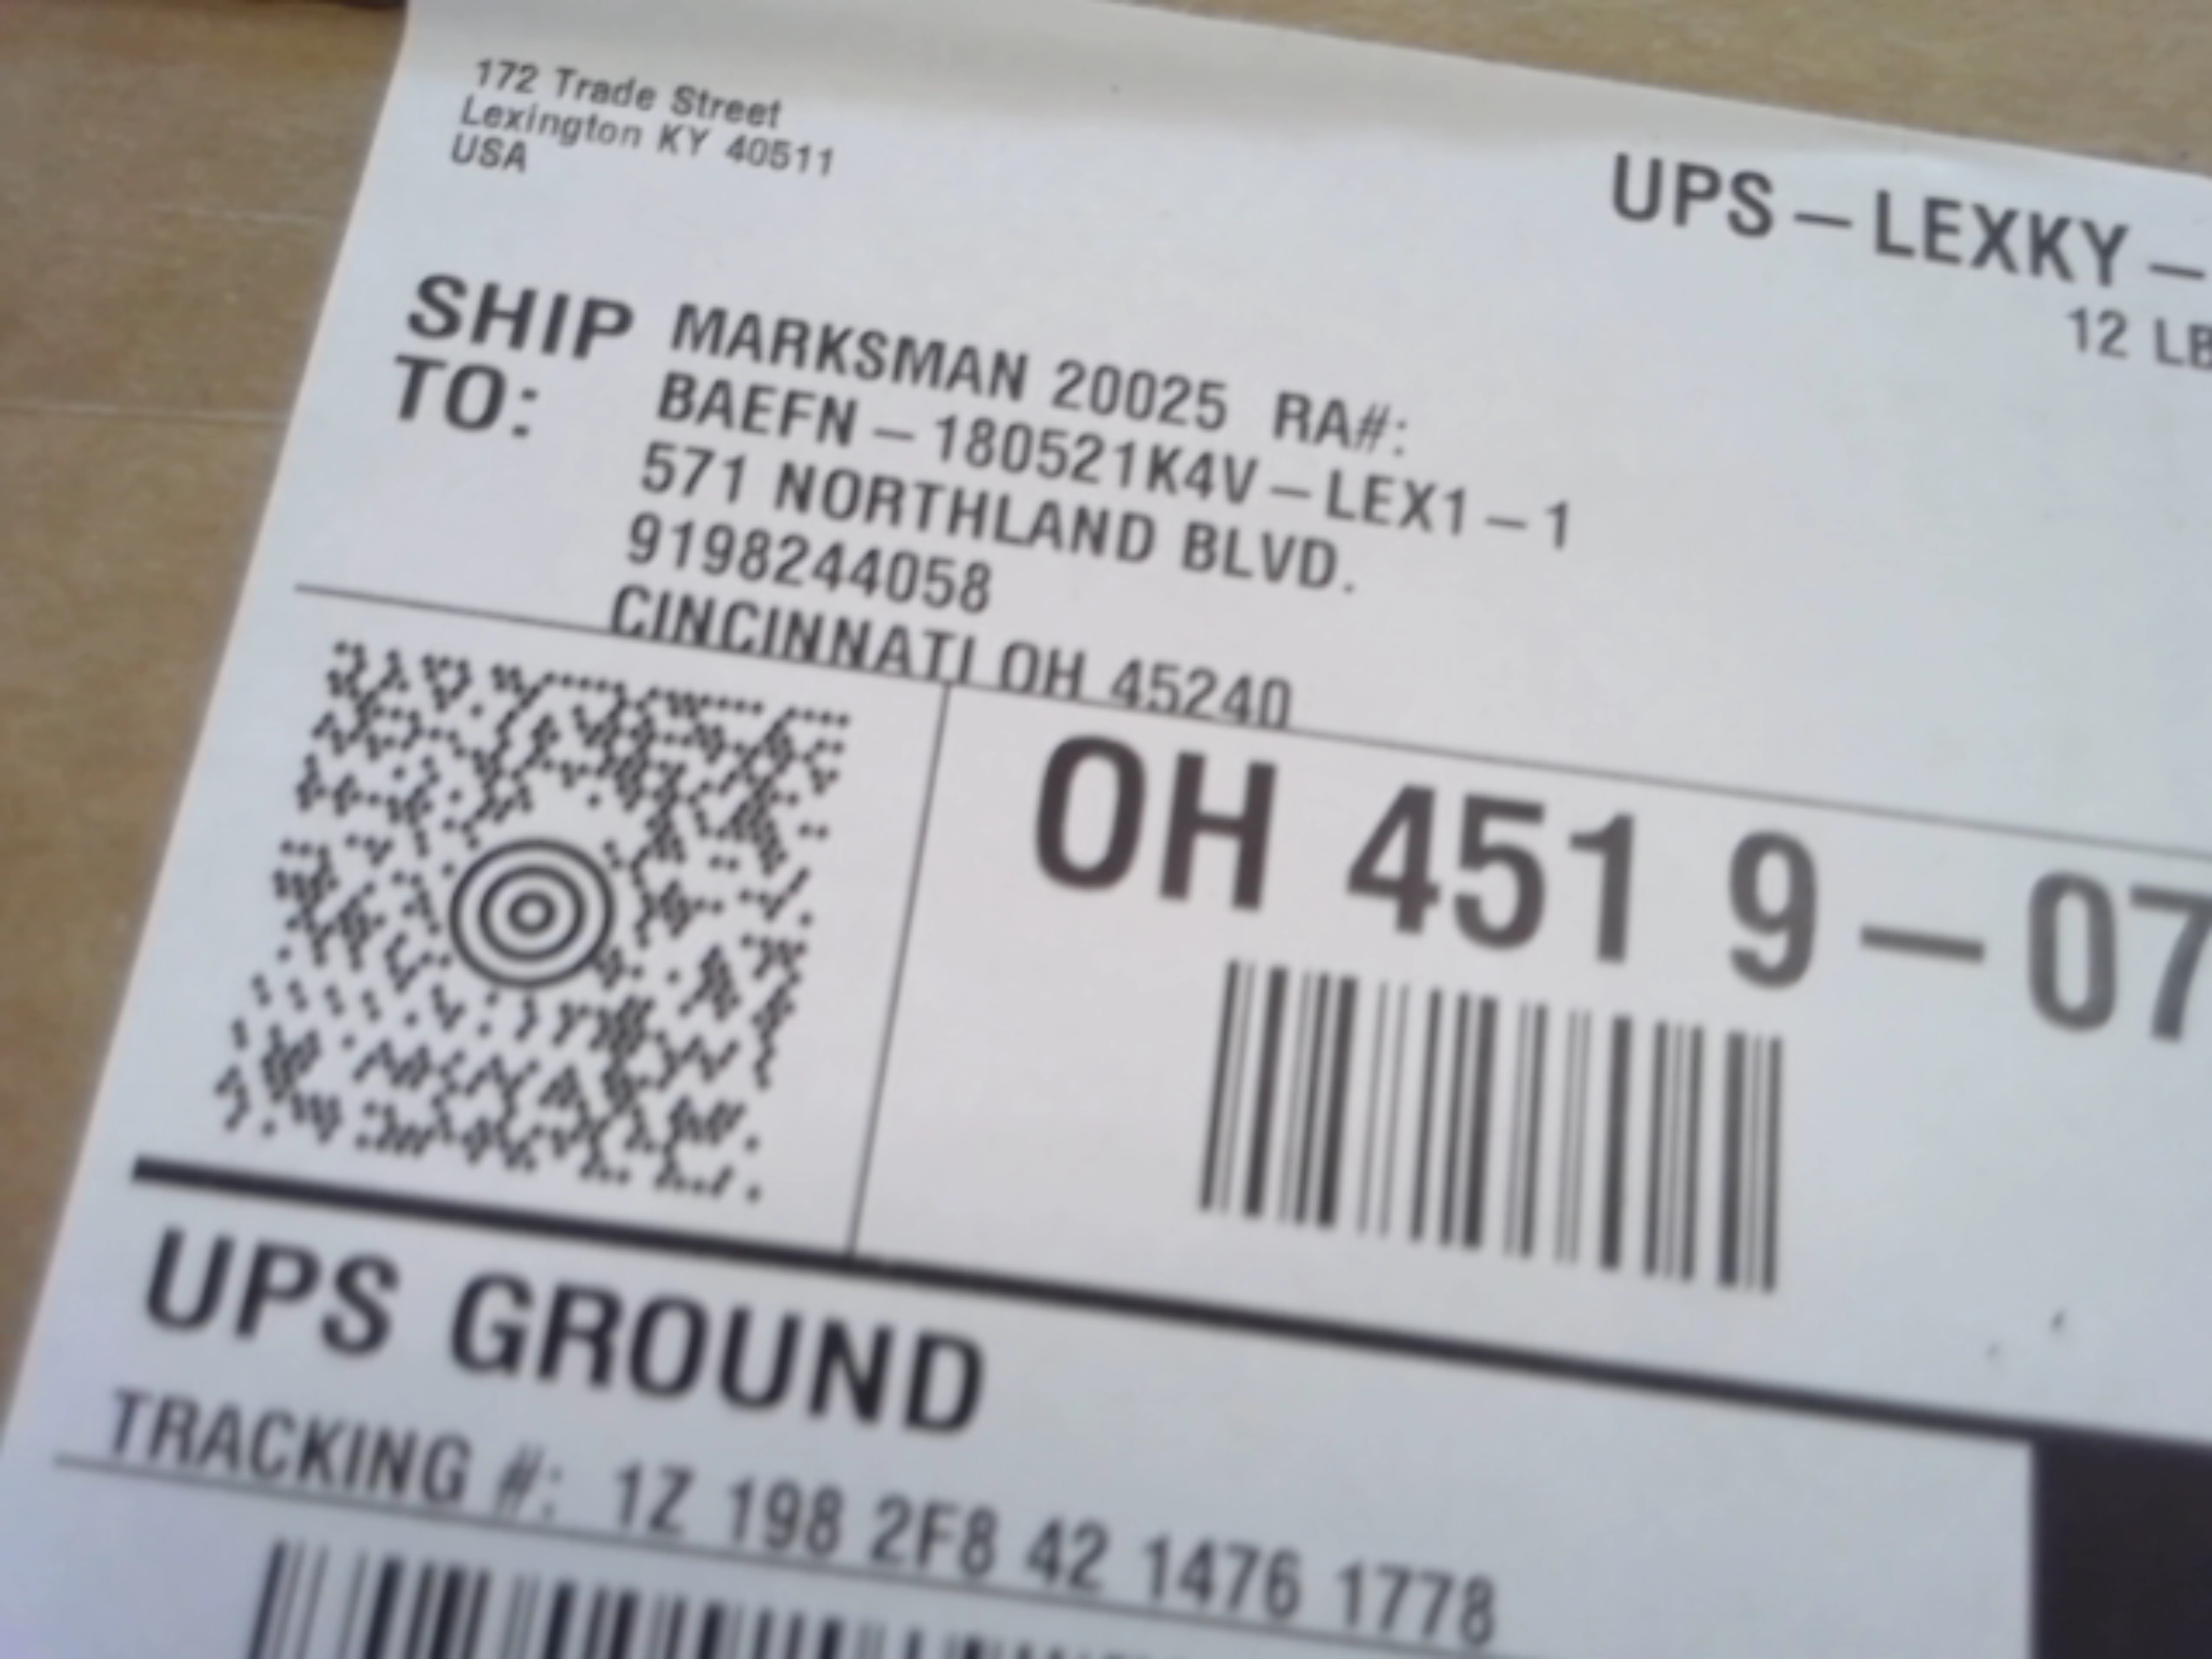 172 Trade Street
Lexington KY 40511
USA
UPS – LEXKY –
12 LB
SHIP TO:
MARKSMAN 20025 RA#:
BAEFN – 180521K4V – LEX1 – 1
571 NORTHLAND BLVD.
9198244058
CINCINNATI OH 45240
OH 451 9 – 07
UPS GROUND
TRACKING #: 1Z 198 2F8 42 1476 1778